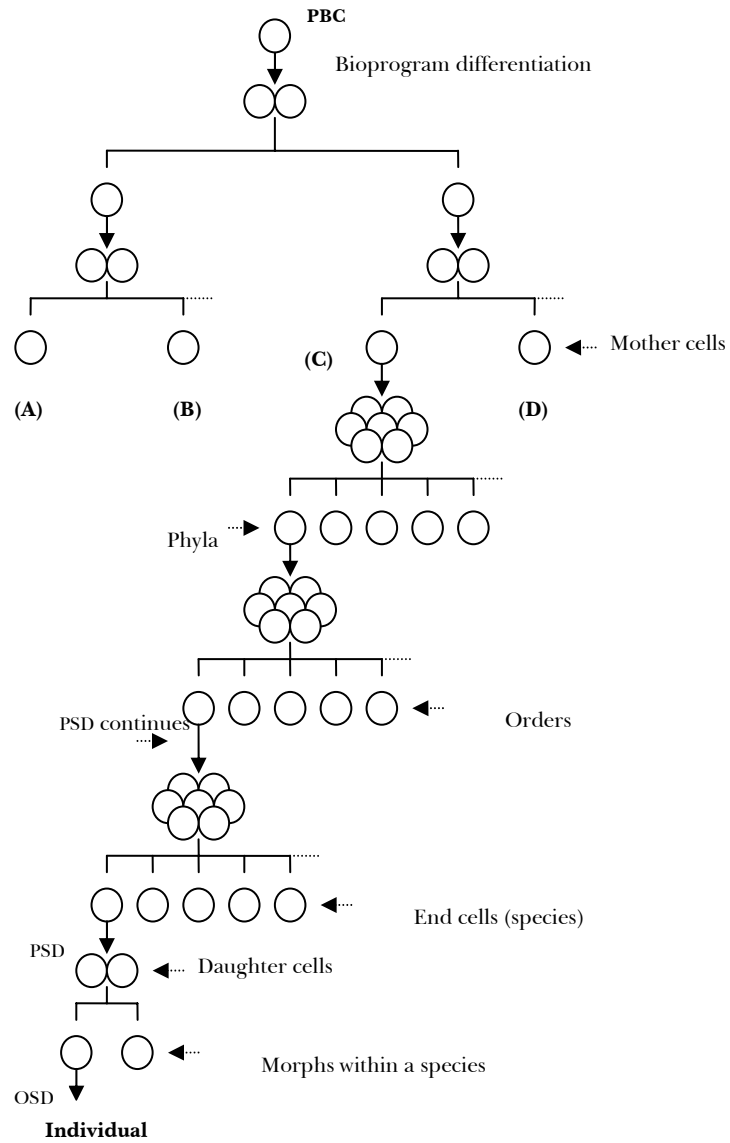 PBC
Bioprogram differentiation
Mother cells
(C)
(A)
(B)
(D)
Phyla
Orders
PSD continues
End cells (species)
PSD
Daughter cells
Morphs within a species
OSD
Individual